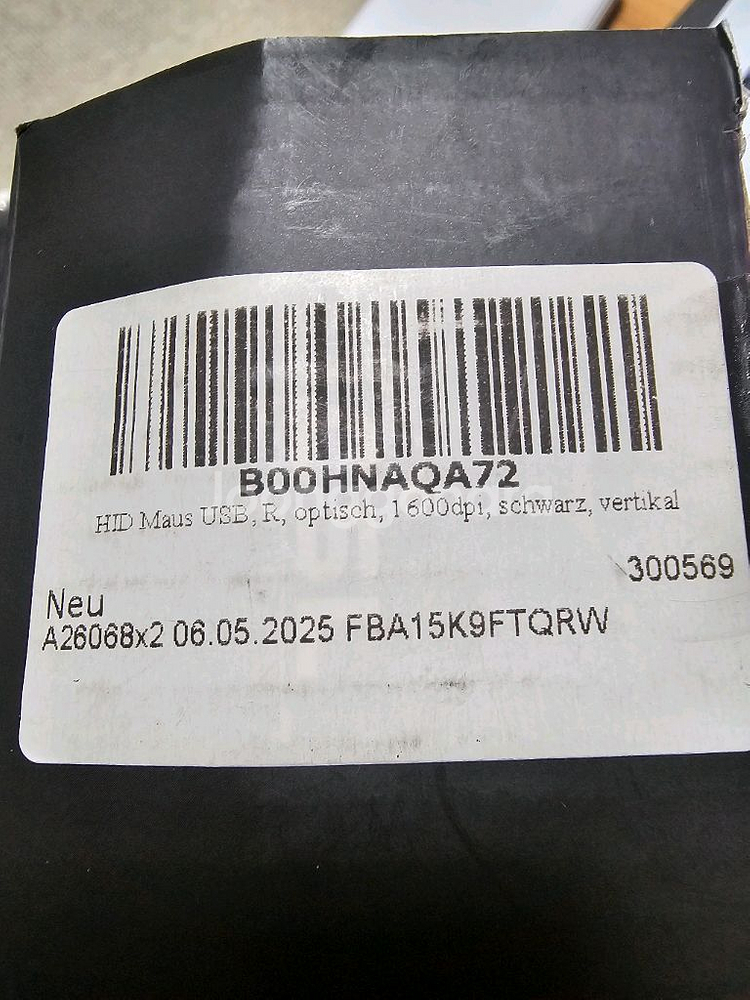 B00HNAQA72
HID Maus USB, R, optisch, 1600dpi, schwarz, vertikal
300569
Neu
A26068x2 06.05.2025 FBA15K9FTQRW